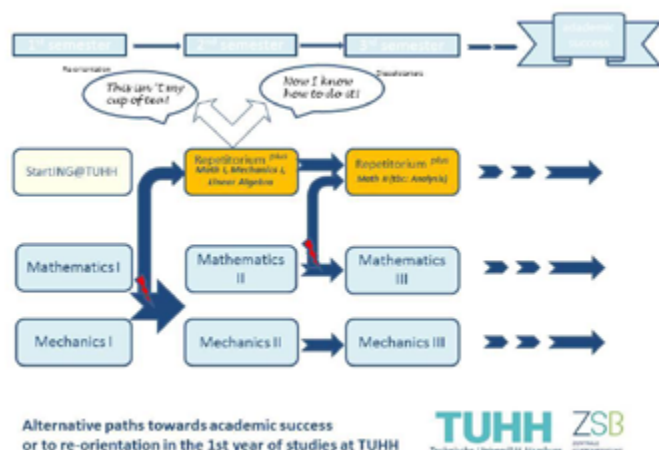 1st semester
2nd semester
3rd semester
academic
success
This isn't my
cup of tea!
Now I know
how to do it!
StartING@TUHH
Repetitorium plus
Math I, Mechanics I,
Linear Algebra
Repetitorium plus
Math II (tbc: Analysis)
Mathematics I
Mathematics
II
Mathematics
III
Mechanics I
Mechanics II
Mechanics III
Alternative paths towards academic success
or to re-orientation in the 1st year of studies at TUHH
TUHH
ZSB